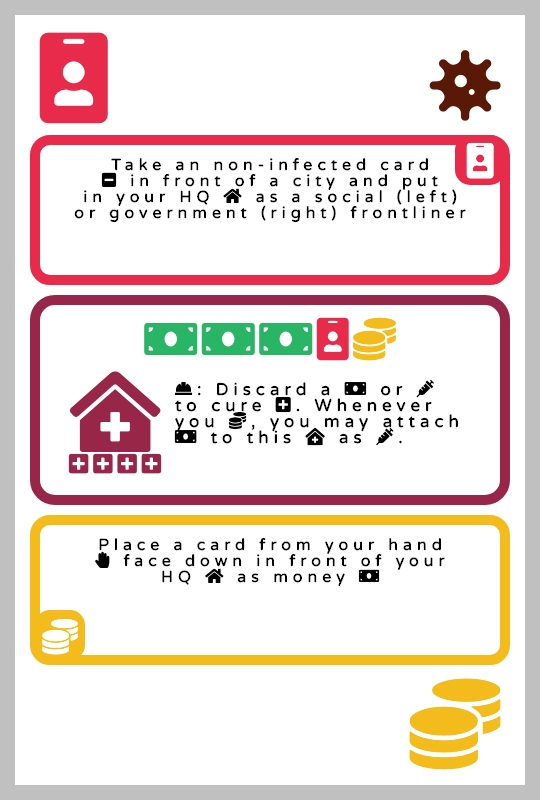 Take an non-infected card
in front of a city and put
in your HQ as a social (left)
or government (right) frontliner
: Discard a or
to cure . Whenever
you , you may attach
to this as .
Place a card from your hand
face down in front of your
HQ as money